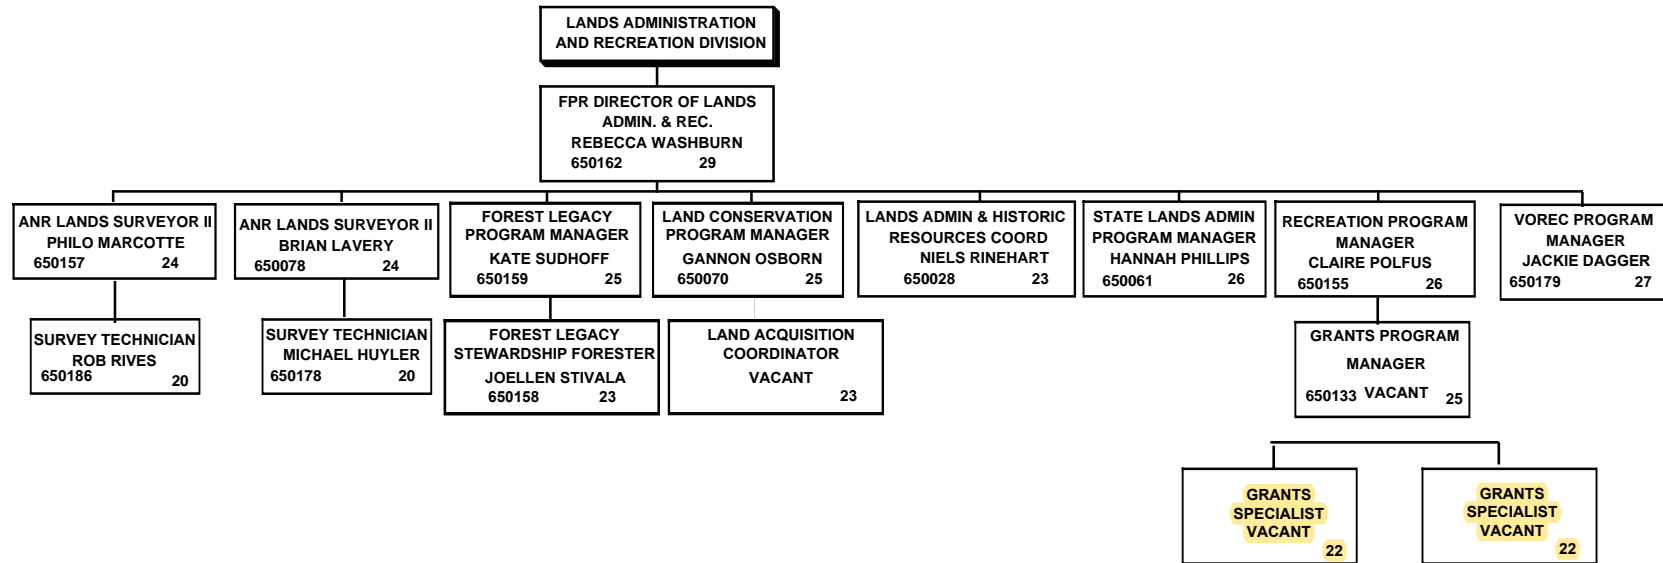 LANDS ADMINISTRATION
AND RECREATION DIVISION
FPR DIRECTOR OF LANDS
ADMIN. & REC.
REBECCA WASHBURN
650162 29
ANR LANDS SURVEYOR II
PHILO MARCOTTE
650157 24
ANR LANDS SURVEYOR II
BRIAN LAVERY
650078 24
FOREST LEGACY
PROGRAM MANAGER
KATE SUDHOFF
650159 25
LAND CONSERVATION
PROGRAM MANAGER
GANNON OSBORN
650070 25
LANDS ADMIN & HISTORIC
RESOURCES COORD
NIELS RINEHART
650028 23
STATE LANDS ADMIN
PROGRAM MANAGER
HANNAH PHILLIPS
650061 26
RECREATION PROGRAM
MANAGER
CLAIRE POLFUS
650155 26
VOREC PROGRAM
MANAGER
JACKIE DAGGER
650179 27
SURVEY TECHNICIAN
ROB RIVES
650186 20
SURVEY TECHNICIAN
MICHAEL HUYLER
650178 20
FOREST LEGACY
STEWARDSHIP FORESTER
JOELLEN STIVALA
650158 23
LAND ACQUISITION
COORDINATOR
VACANT
23
GRANTS PROGRAM
MANAGER
650133 VACANT 25
GRANTS
SPECIALIST
VACANT
22
GRANTS
SPECIALIST
VACANT
22